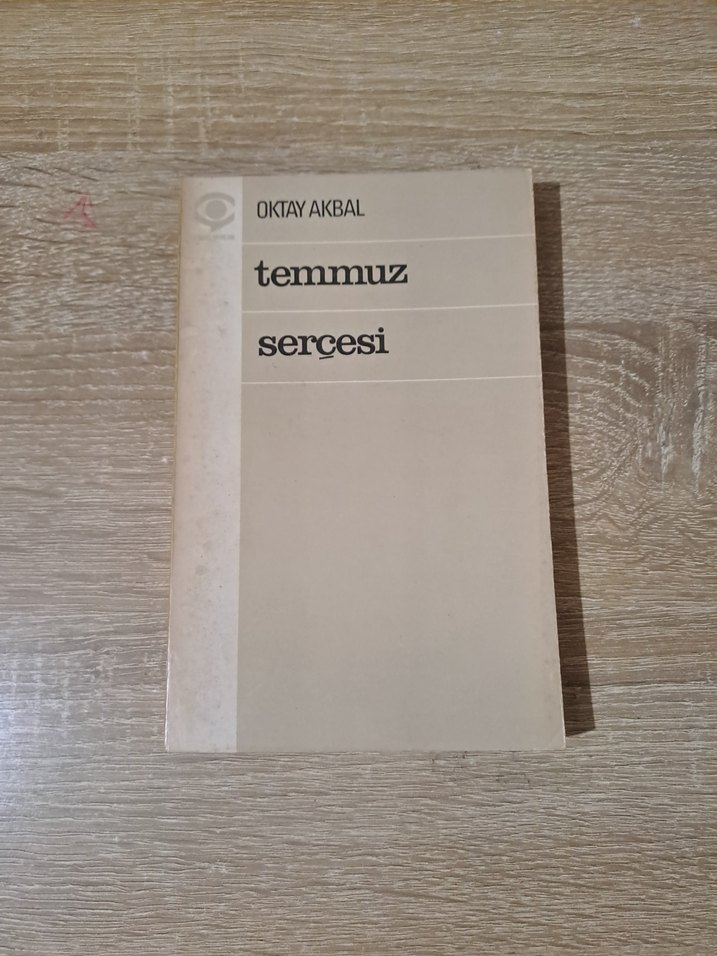 OKTAY AKBAL
temmuz
serçesi